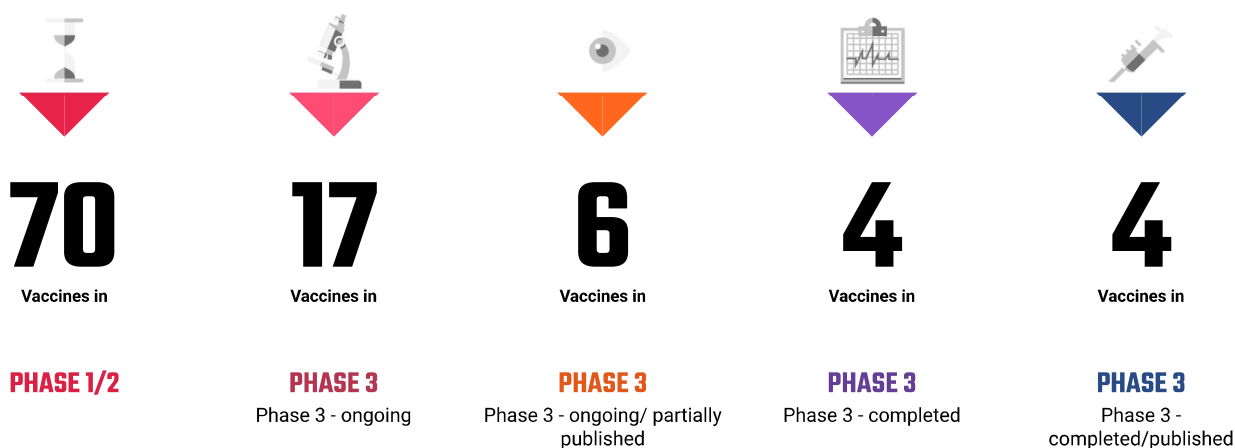 70
Vaccines in
PHASE 1/2
17
Vaccines in
PHASE 3
Phase 3 - ongoing
6
Vaccines in
PHASE 3
Phase 3 - ongoing/ partially
published
4
Vaccines in
PHASE 3
Phase 3 - completed
4
Vaccines in
PHASE 3
Phase 3 -
completed/published